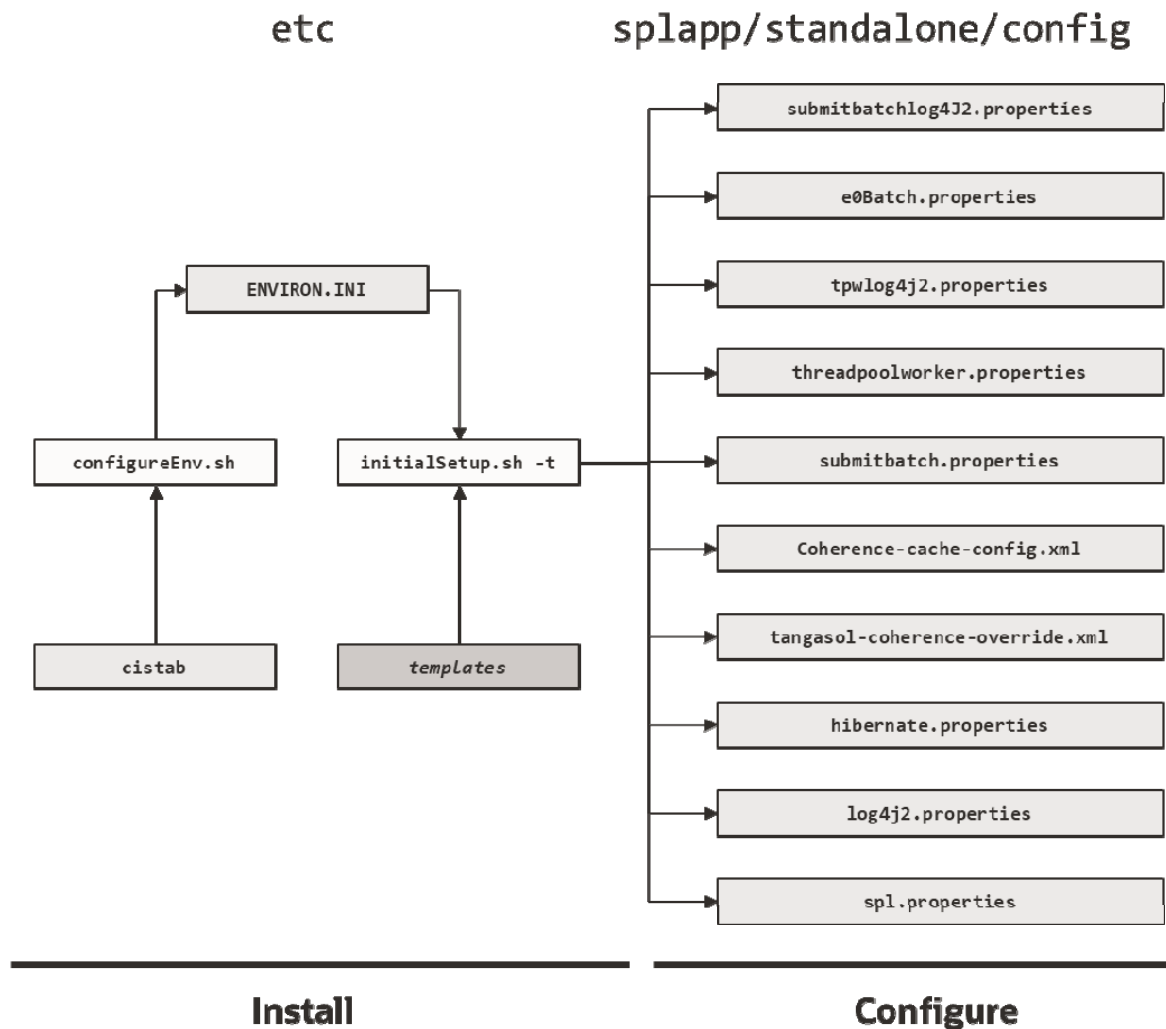 etc
splapp/standalone/config
submitbatchlog4J2.properties
e0Batch.properties
tpwlog4j2.properties
threadpoolworker.properties
submitbatch.properties
Coherence-cache-config.xml
tangasol-coherence-override.xml
hibernate.properties
log4j2.properties
spl.properties
ENVIRON.INI
configureEnv.sh
initialSetup.sh -t
cistab
templates
Install
Configure